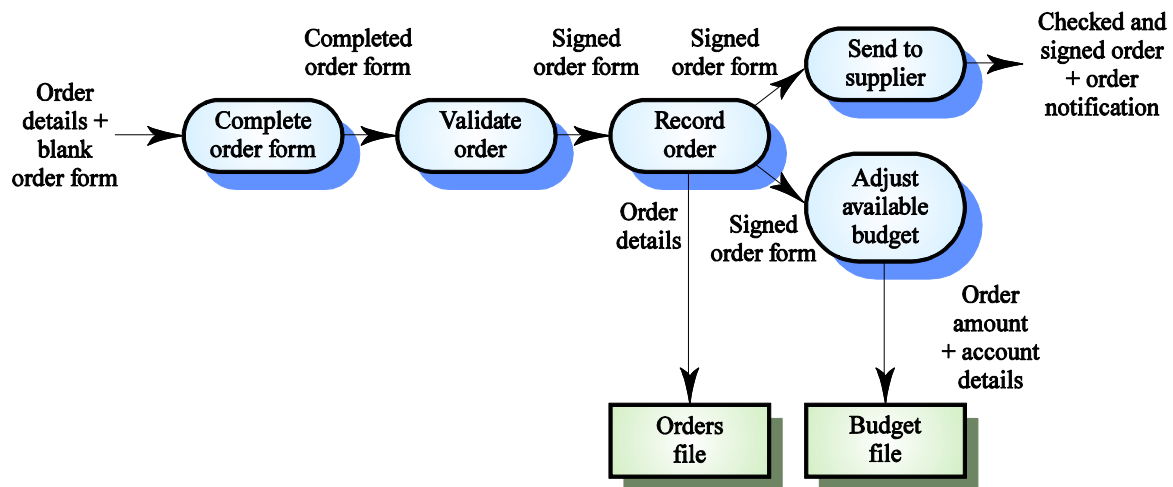 Order
details +
blank
order form
Complete
order form
Completed
order form
Validate
order
Signed
order form
Record
order
Signed
order form
Send to
supplier
Checked and
signed order
+ order
notification
Order
details
Signed
order form
Adjust
available
budget
Order
amount
+ account
details
Orders
file
Budget
file